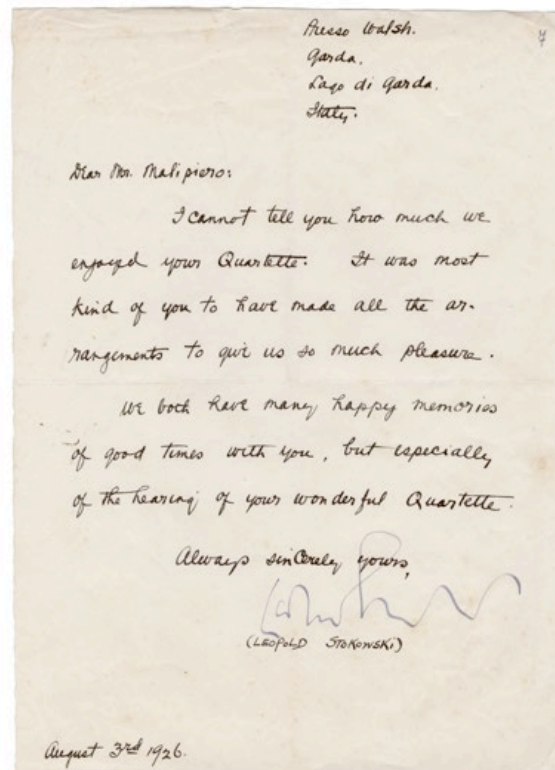 Presso Walsh.
7
Garda.
Lago di Garda.
Italy.
Dear Mr. Malipiero:
I cannot tell you how much we
enjoyed your Quartette. It was most
kind of you to have made all the ar-
rangements to give us so much pleasure.
We both have many happy memories
of good times with you, but especially
of the hearing of your wonderful Quartette.
Always sincerely yours,
(LEOPOLD STOKOWSKI)
August 3rd 1926.